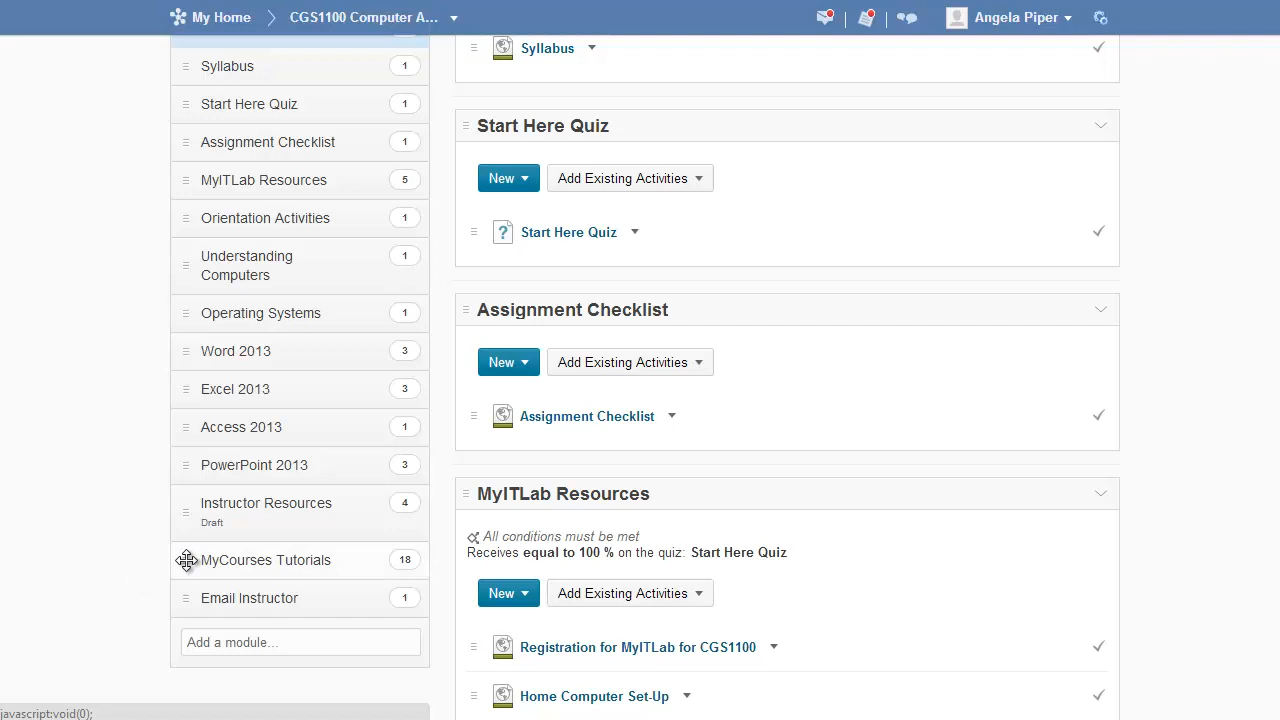 My Home
CGS1100 Computer A...
Angela Piper
Syllabus 1
Start Here Quiz 1
Assignment Checklist 1
MyITLab Resources 5
Orientation Activities 1
Understanding
Computers
1
Operating Systems 1
Word 2013 3
Excel 2013 3
Access 2013 1
PowerPoint 2013 3
Instructor Resources 4
Draft
MyCourses Tutorials 18
Email Instructor 1
Add a module...
javascript:void(0);
Syllabus
Start Here Quiz
New
Add Existing Activities
?
Start Here Quiz
Assignment Checklist
New
Add Existing Activities
Assignment Checklist
MyITLab Resources
All conditions must be met
Receives equal to 100 % on the quiz: Start Here Quiz
New
Add Existing Activities
Registration for MyITLab for CGS1100
Home Computer Set-Up